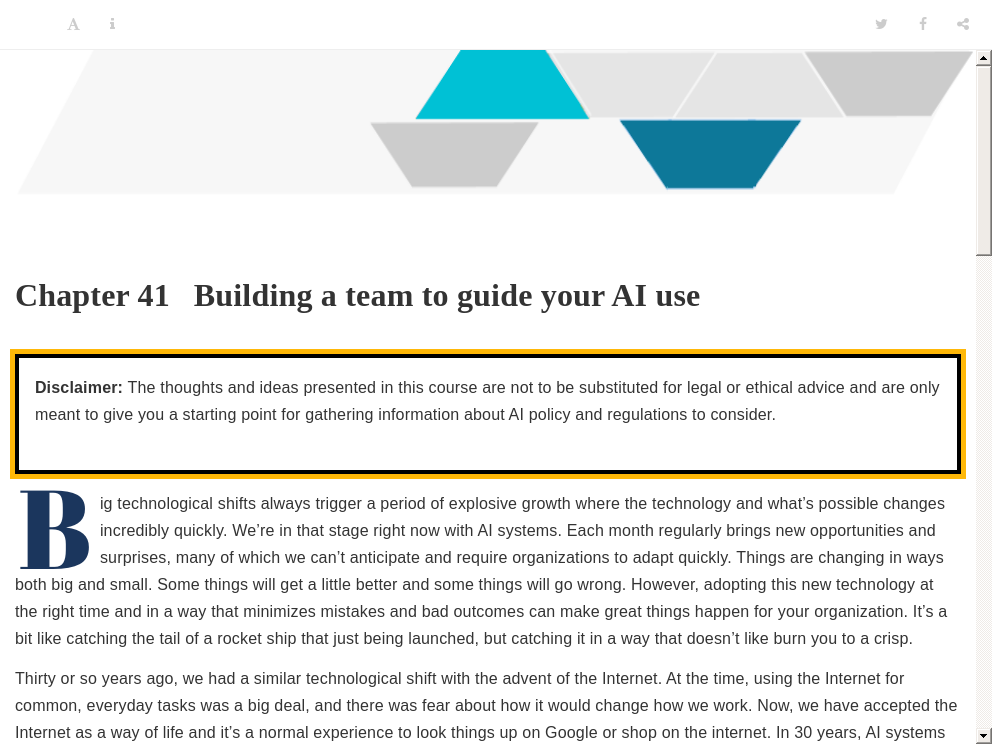 Chapter 41 Building a team to guide your AI use
Disclaimer: The thoughts and ideas presented in this course are not to be substituted for legal or ethical advice and are only
meant to give you a starting point for gathering information about AI policy and regulations to consider.
Big technological shifts always trigger a period of explosive growth where the technology and what’s possible changes
incredibly quickly. We’re in that stage right now with AI systems. Each month regularly brings new opportunities and
surprises, many of which we can’t anticipate and require organizations to adapt quickly. Things are changing in ways
both big and small. Some things will get a little better and some things will go wrong. However, adopting this new technology at
the right time and in a way that minimizes mistakes and bad outcomes can make great things happen for your organization. It’s a
bit like catching the tail of a rocket ship that just being launched, but catching it in a way that doesn’t like burn you to a crisp.
Thirty or so years ago, we had a similar technological shift with the advent of the Internet. At the time, using the Internet for
common, everyday tasks was a big deal, and there was fear about how it would change how we work. Now, we have accepted the
Internet as a way of life and it’s a normal experience to look things up on Google or shop on the internet. In 30 years, AI systems